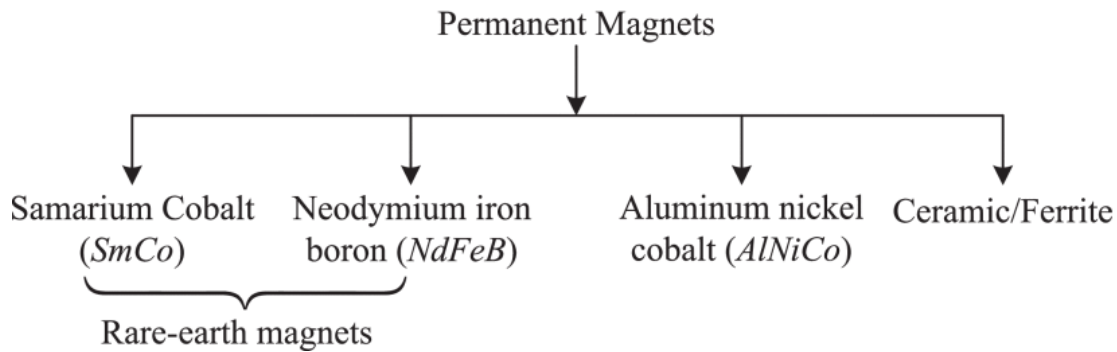 Permanent Magnets
Samarium Cobalt
(SmCo)
Neodymium iron
boron (NdFeB)
Aluminum nickel
cobalt (AlNiCo)
Ceramic/Ferrite
Rare-earth magnets